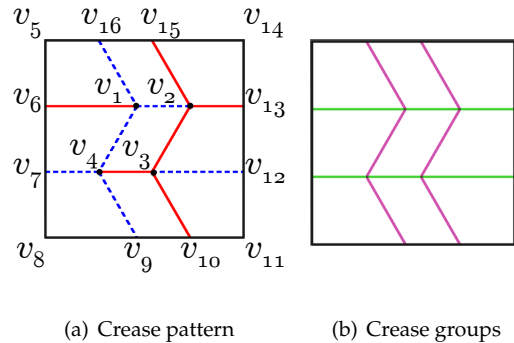 v₅ v₁₆ v₁₅ v₁₄
v₆ v₁ v₂ v₁₃
v₇ v₄ v₃ v₁₂
v₈ v₉ v₁₀ v₁₁
(a) Crease pattern
(b) Crease groups